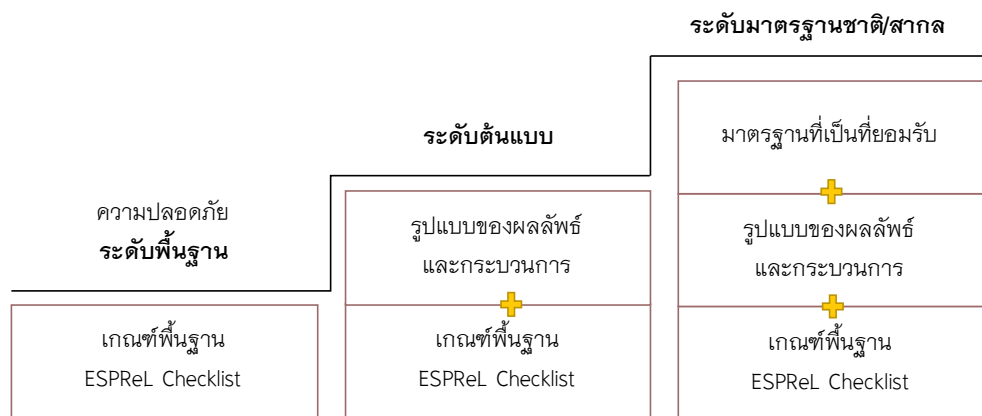 ระดับมาตรฐานชาติ/สากล
มาตรฐานที่เป็นที่ยอมรับ
รูปแบบของผลลัพธ์
และกระบวนการ
เกณฑ์พื้นฐาน
ESPReL Checklist
ระดับต้นแบบ
รูปแบบของผลลัพธ์
และกระบวนการ
เกณฑ์พื้นฐาน
ESPReL Checklist
ความปลอดภัย
ระดับพื้นฐาน
เกณฑ์พื้นฐาน
ESPReL Checklist